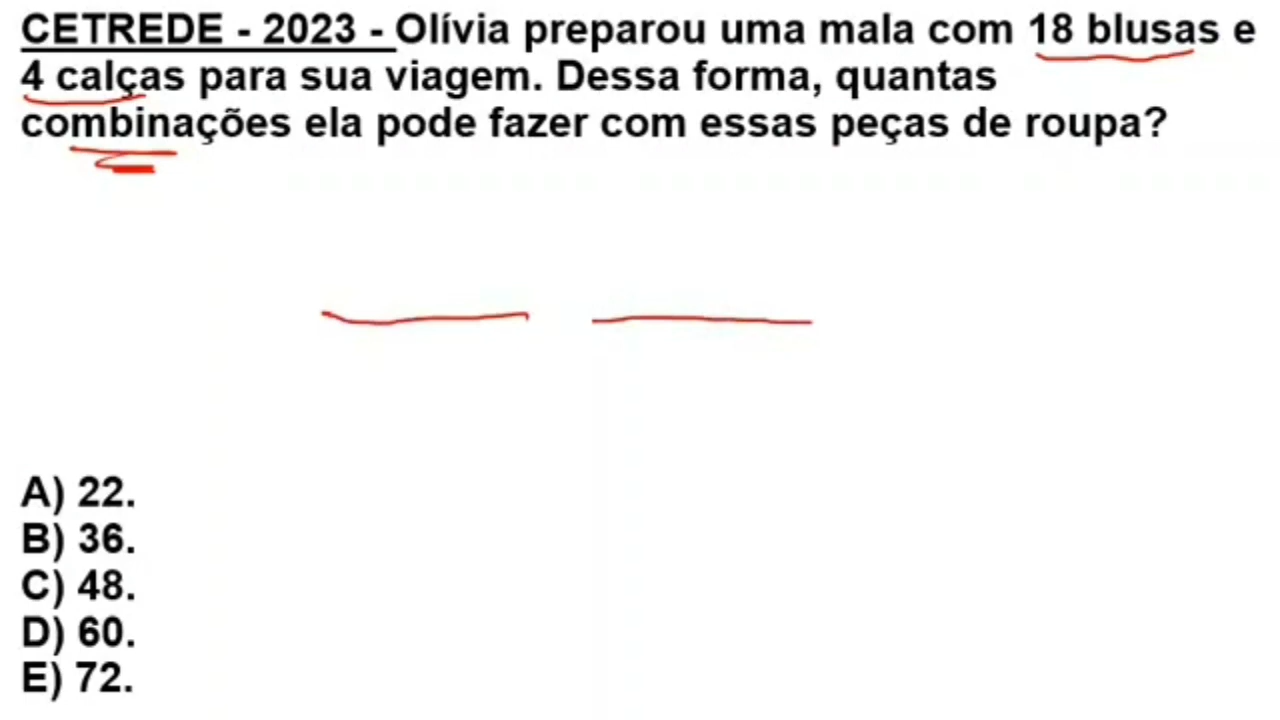 CETREDE - 2023 - Olívia preparou uma mala com 18 blusas e
4 calças para sua viagem. Dessa forma, quantas
combinações ela pode fazer com essas peças de roupa?
A) 22.
B) 36.
C) 48.
D) 60.
E) 72.